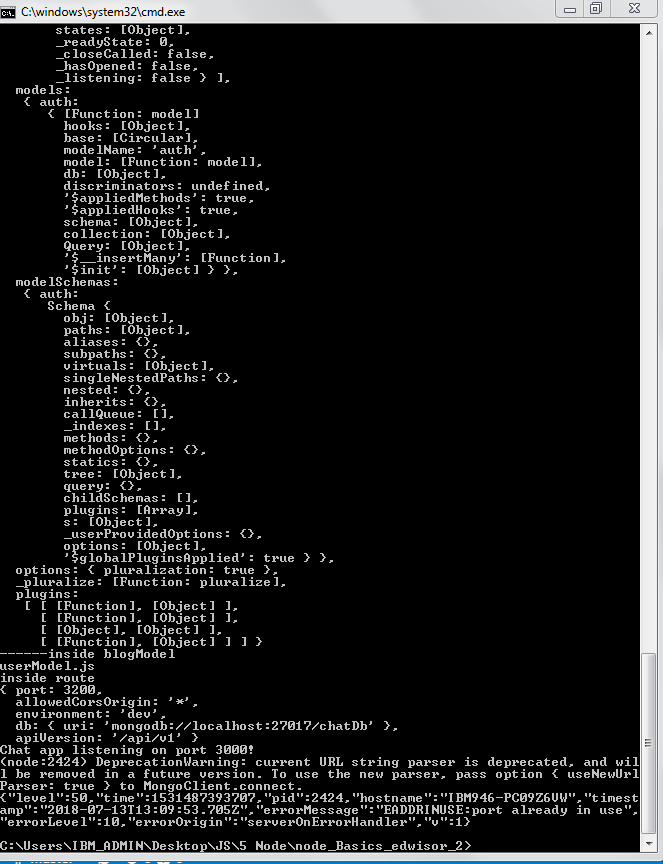 C:\windows\system32\cmd.exe
states: [Object],
_readyState: 0,
_closeCalled: false,
_hasOpened: false,
_listening: false } ],
models:
{ auth:
{ [Function: model]
hooks: [Object],
base: [Circular],
modelName: 'auth',
model: [Function: model],
db: [Object],
discriminators: undefined,
'$appliedMethods': true,
'$appliedHooks': true,
schema: [Object],
collection: [Object],
Query: [Object],
'$__insertMany': [Function],
'$init': [Object] } },
modelSchemas:
{ auth:
Schema {
obj: [Object],
paths: [Object],
aliases: {},
subpaths: {},
virtuals: [Object],
singleNestedPaths: {},
nested: {},
inherits: {},
callQueue: [],
_indexes: [],
methods: {},
methodOptions: {},
statics: {},
tree: [Object],
query: {},
childSchemas: [],
plugins: [Array],
s: [Object],
_userProvidedOptions: {},
options: [Object],
'$globalPluginsApplied': true } },
options: { pluralization: true },
_pluralize: [Function: pluralize],
plugins:
[ [ [Function], [Object] ],
[ [Function], [Object] ],
[ [Object], [Object] ],
[ [Function], [Object] ] ] }
------inside blogModel
userModel.js
inside route
{ port: 3200,
allowedCorsOrigin: '*',
environment: 'dev',
db: { uri: 'mongodb://localhost:27017/chatDb' },
apiVersion: '/api/v1' }
Chat app listening on port 3000!
(node:2424) DeprecationWarning: current URL string parser is deprecated, and wil
l be removed in a future version. To use the new parser, pass option { useNewUrl
Parser: true } to MongoClient.connect.
{"level":50,"time":1531487393707,"pid":2424,"hostname":"IBM946-PC09Z6VW","timest
amp":"2018-07-13T13:09:53.705Z","errorMessage":"EADDRINUSE:port already in use",
"errorLevel":10,"errorOrigin":"serverOnErrorHandler","v":1}
C:\Users\IBM_ADMIN\Desktop\JS\5 Node\node_Basics_edwisor_2>